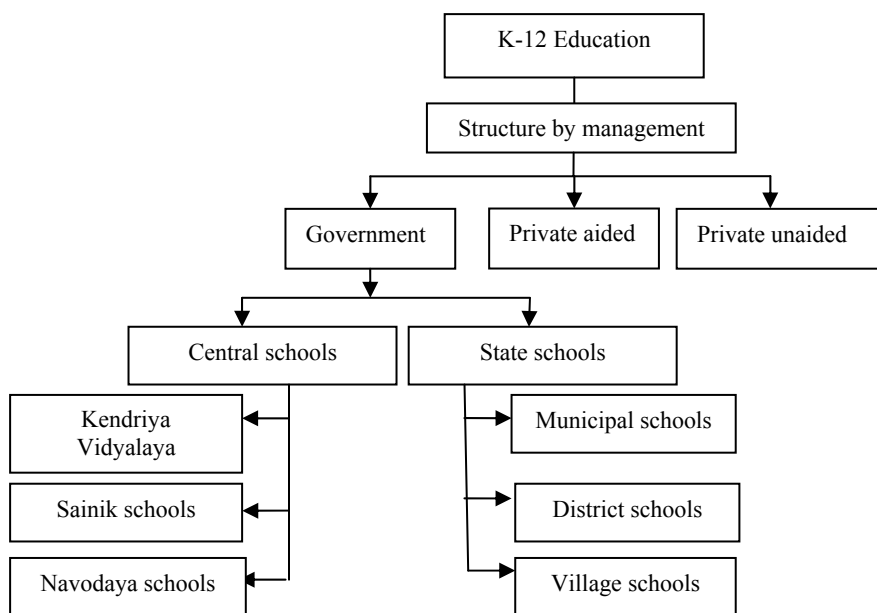 K-12 Education
Structure by management
Government
Private aided
Private unaided
Central schools
State schools
Kendriya
Vidyalaya
Municipal schools
Sainik schools
District schools
Navodaya schools
Village schools